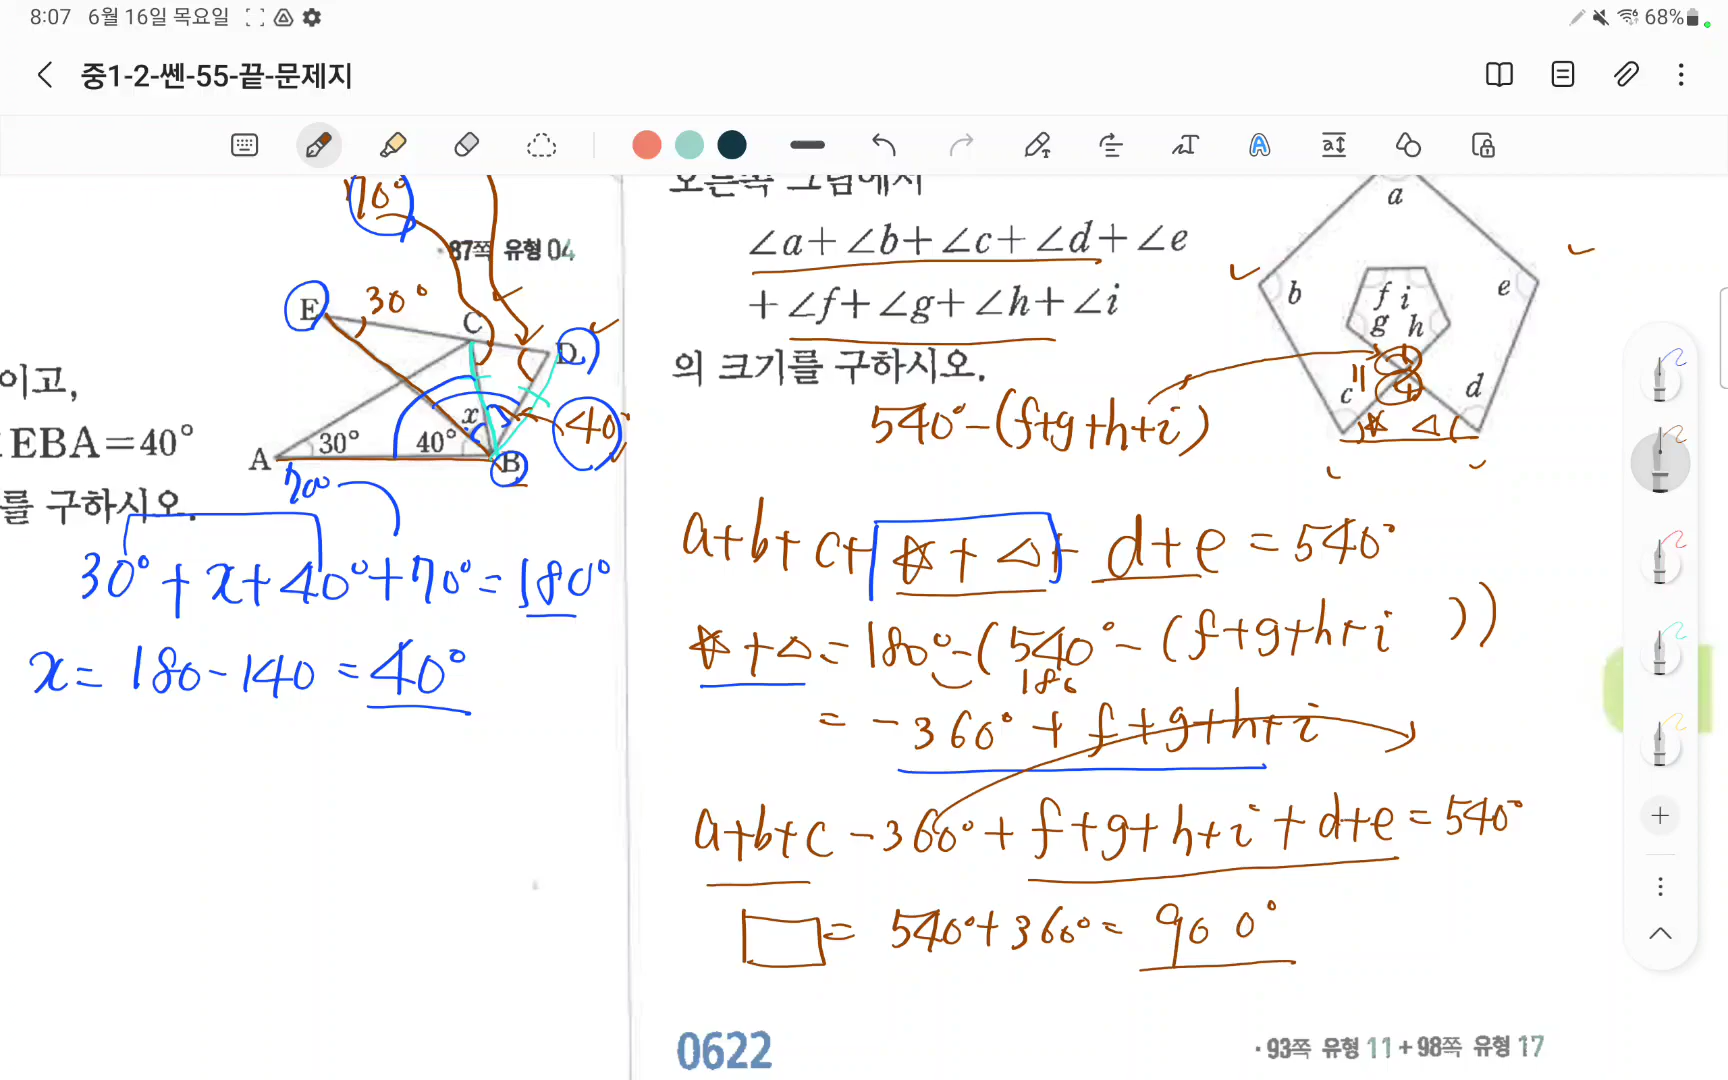 8:07 6월 16일 목요일
68%
중1-2-쎈-55-끝-문제지
70°
87쪽 유형 04
E 30° C D
이고,
EBA=40°
A 30° 40° x B 40
를 구하시오.
70°
30°+x+40°+70°=180°
x=180-140=40°
오른쪽 그림에서
∠a+∠b+∠c+∠d+∠e
+∠f+∠g+∠h+∠i
의 크기를 구하시오.
a
b e
f i
g h
c d
☆ △
540°-(f+g+h+i)
a+b+c+☆+△+d+e=540°
☆+△=180°-(540°-(f+g+h+i))
180
=-360°+f+g+h+i
a+b+c-360°+f+g+h+i+d+e=540°
□=540°+360°=900°
0622
·93쪽 유형 11+98쪽 유형 17